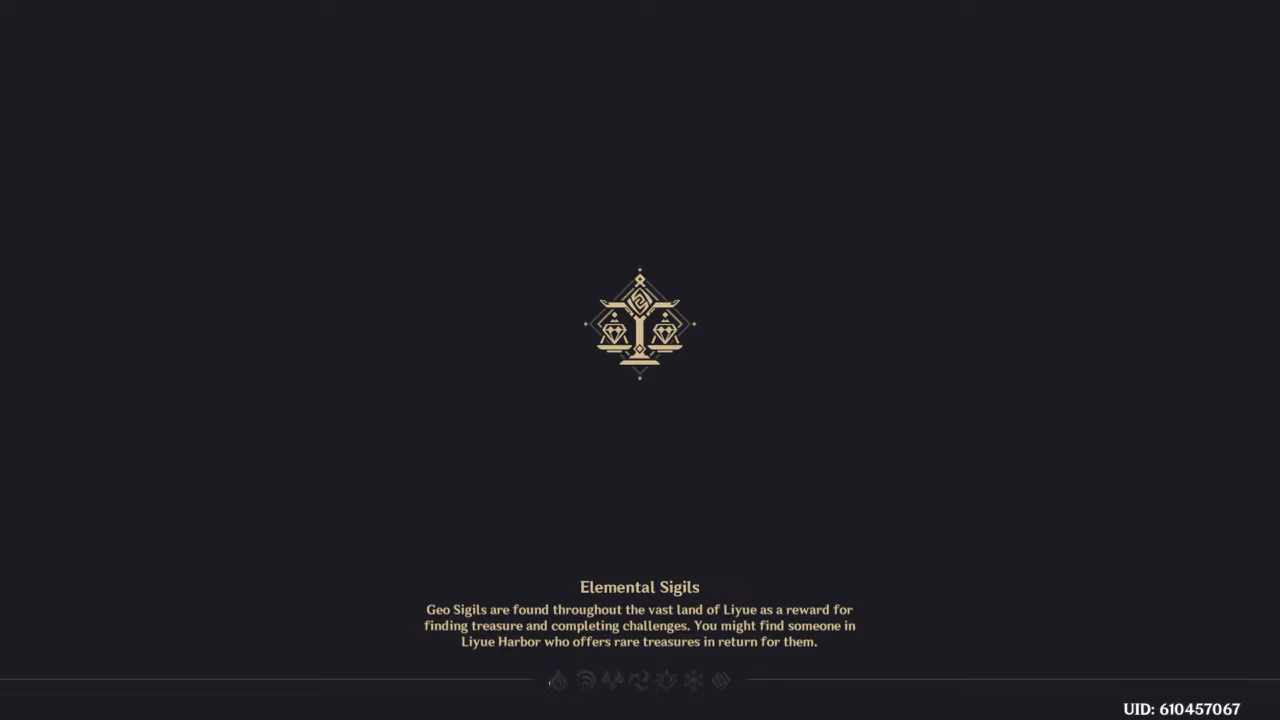 Elemental Sigils
Geo Sigils are found throughout the vast land of Liyue as a reward for
finding treasure and completing challenges. You might find someone in
Liyue Harbor who offers rare treasures in return for them.
UID: 610457067